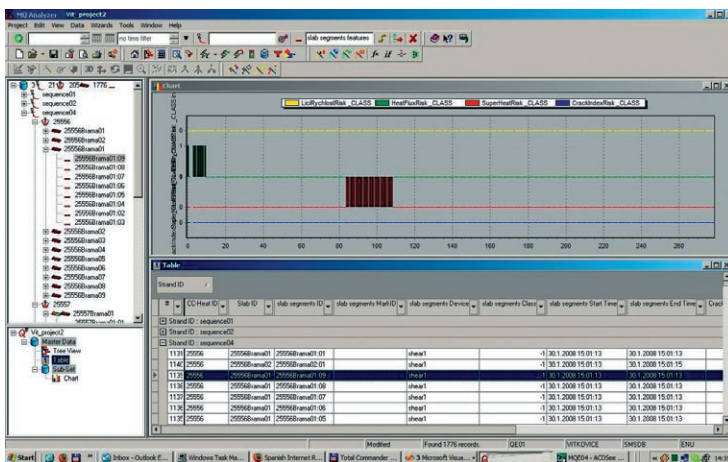 MQ Analyzer Vit_project2
Project Edit View Data Wizards Tools Window Help
no time filter slab segments features
3 21 205 1776
sequence01
sequence02
sequence04
25556
25556Brama01
25556Brama02
25556Brama01
25556Brama01:09
25556Brama01:08
25556Brama01:07
25556Brama01:06
25556Brama01:05
25556Brama01:04
25556Brama01:02
25556Brama01:03
25556Brama02
25556Brama03
25556Brama04
25556Brama05
25556Brama06
25556Brama07
25556Brama08
25556Brama09
25557
25557Brama01
Vit_project2
Master Data
Tree View
Table
Sub-Set
Chart
Chart
LiciRychlostRisk _CLASS HeatFluxRisk _CLASS SuperHeatRisk _CLASS CrackIndexRisk _CLASS
0 20 40 60 80 100 120 140 160 180 200 220 240 260
Table
Strand ID
CC-Heat ID Slab ID slab segments ID slab segments MarkID slab segments Device slab segments Class slab segments Start Time slab segments End Time
Strand ID : sequence01
Strand ID : sequence02
Strand ID : sequence04
1131 25556 25556Brama01 25556Brama01:01 shear1 -1 30.1.2008 15:01:13 30.1.2008 15:01:13
1140 25556 25556Brama02 25556Brama02:01 shear1 -1 30.1.2008 15:01:13 30.1.2008 15:01:15
1139 25556 25556Brama01 25556Brama01:09 shear1 -1 30.1.2008 15:01:13 30.1.2008 15:01:13
1138 25556 25556Brama01 25556Brama01:08 shear1 -1 30.1.2008 15:01:13 30.1.2008 15:01:13
1137 25556 25556Brama01 25556Brama01:07 shear1 -1 30.1.2008 15:01:13 30.1.2008 15:01:13
1136 25556 25556Brama01 25556Brama01:06 shear1 -1 30.1.2008 15:01:13 30.1.2008 15:01:13
1135 25556 25556Brama01 25556Brama01:05 shear1 -1 30.1.2008 15:01:13 30.1.2008 15:01:13
Modified Found 1776 records. QE01 VITKOVICE SMSDB ENU
Start Inbox - Outlook E... Windows Task Ma... Spanish Internet R... Total Commander ... 3 Microsoft Visua... MQE04 - ACDSee ...